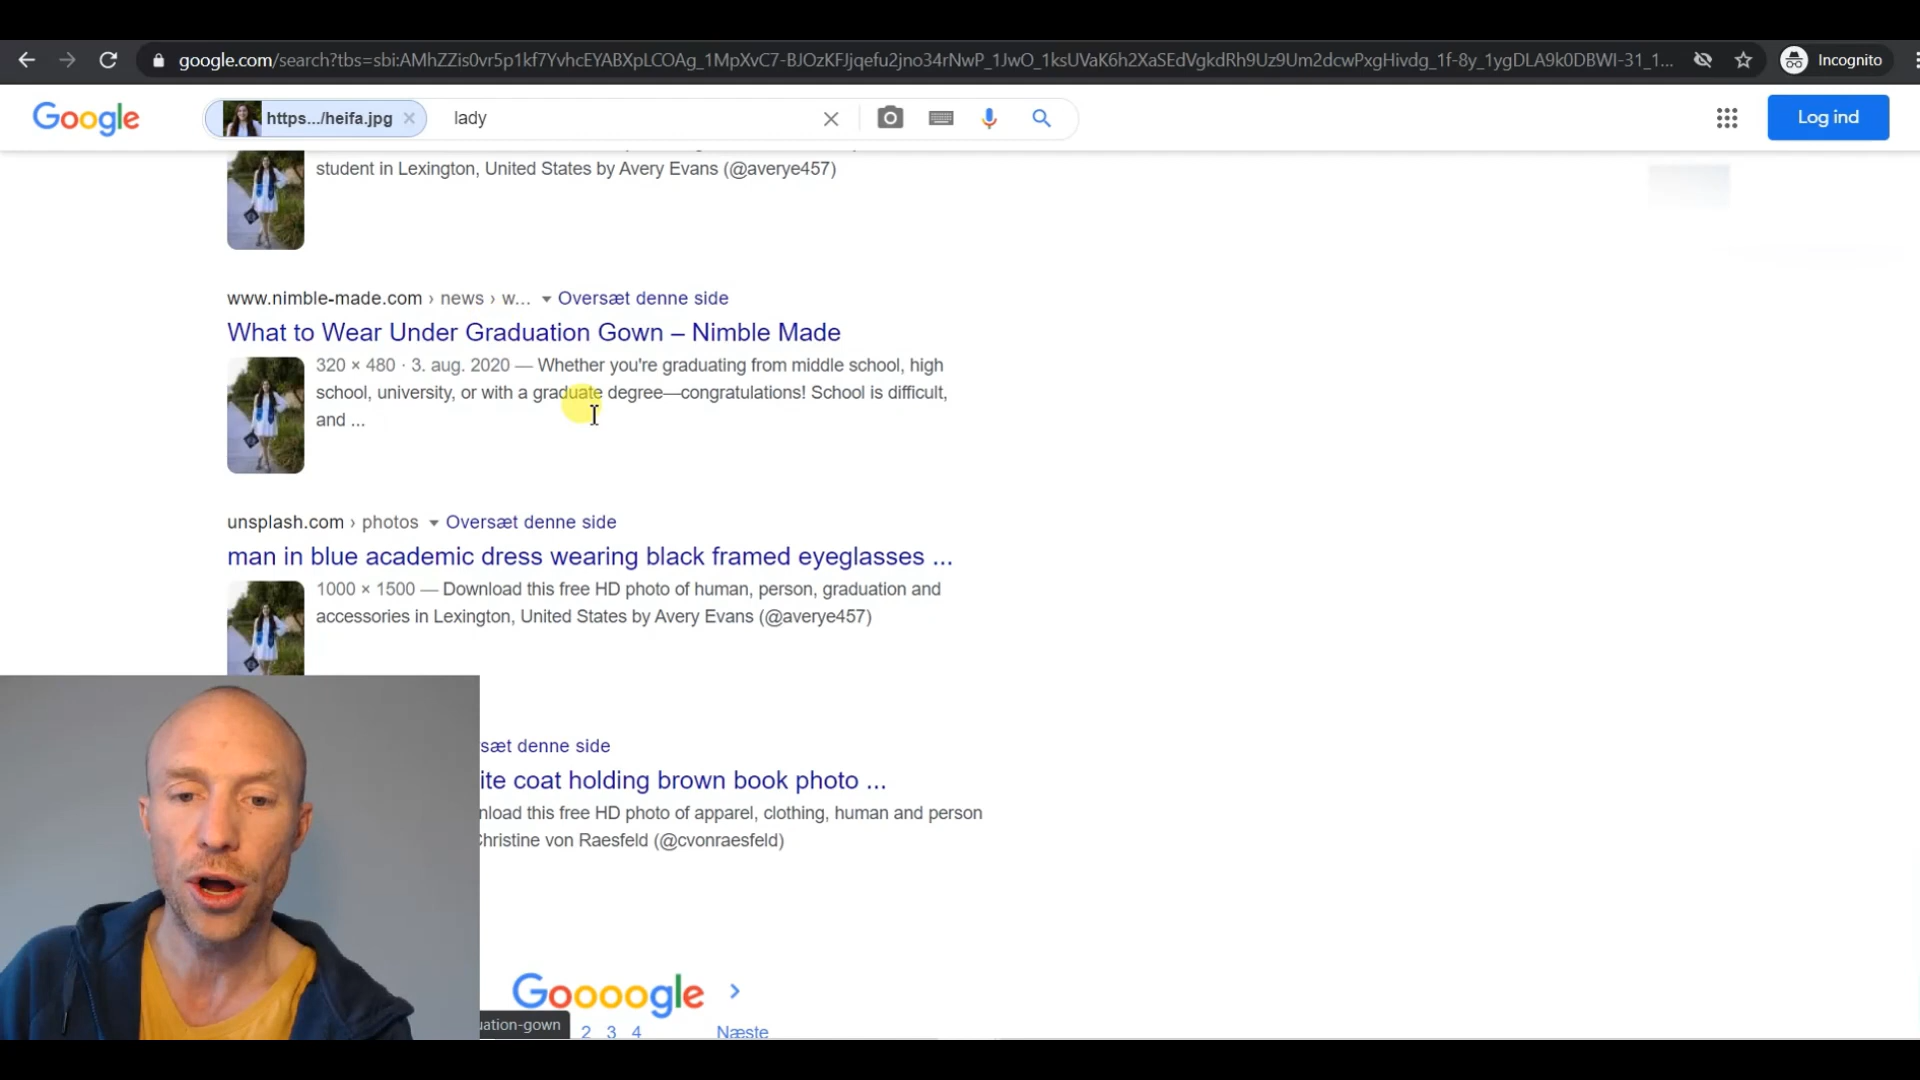 google.com/search?tbs=sbi:AMhZZis0vr5p1kf7YvhcEYABXpLCOAg_1MpXvC7-BJOzKFJjqefu2jno34rNwP_1JwO_1ksUVaK6h2XaSEdVgkdRh9Uz9Um2dcwPxgHivdg_1f-8y_1ygDLA9k0DBWI-31_1...
Incognito
Google
https.../heifa.jpg
lady
Log ind
student in Lexington, United States by Avery Evans (@averye457)
www.nimble-made.com › news › w... Oversæt denne side
What to Wear Under Graduation Gown – Nimble Made
320 × 480 · 3. aug. 2020 — Whether you're graduating from middle school, high
school, university, or with a graduate degree—congratulations! School is difficult,
and ...
unsplash.com › photos Oversæt denne side
man in blue academic dress wearing black framed eyeglasses ...
1000 × 1500 — Download this free HD photo of human, person, graduation and
accessories in Lexington, United States by Avery Evans (@averye457)
sæt denne side
ite coat holding brown book photo ...
nload this free HD photo of apparel, clothing, human and person
Christine von Raesfeld (@cvonraesfeld)
Goooogle
uation-gown
2 3 4 Næste